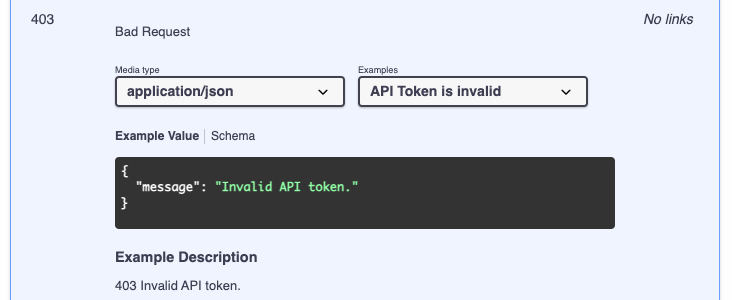 403
No links
Bad Request
Media type
Examples
application/json
API Token is invalid
Example Value
Schema
{
"message": "Invalid API token."
}
Example Description
403 Invalid API token.